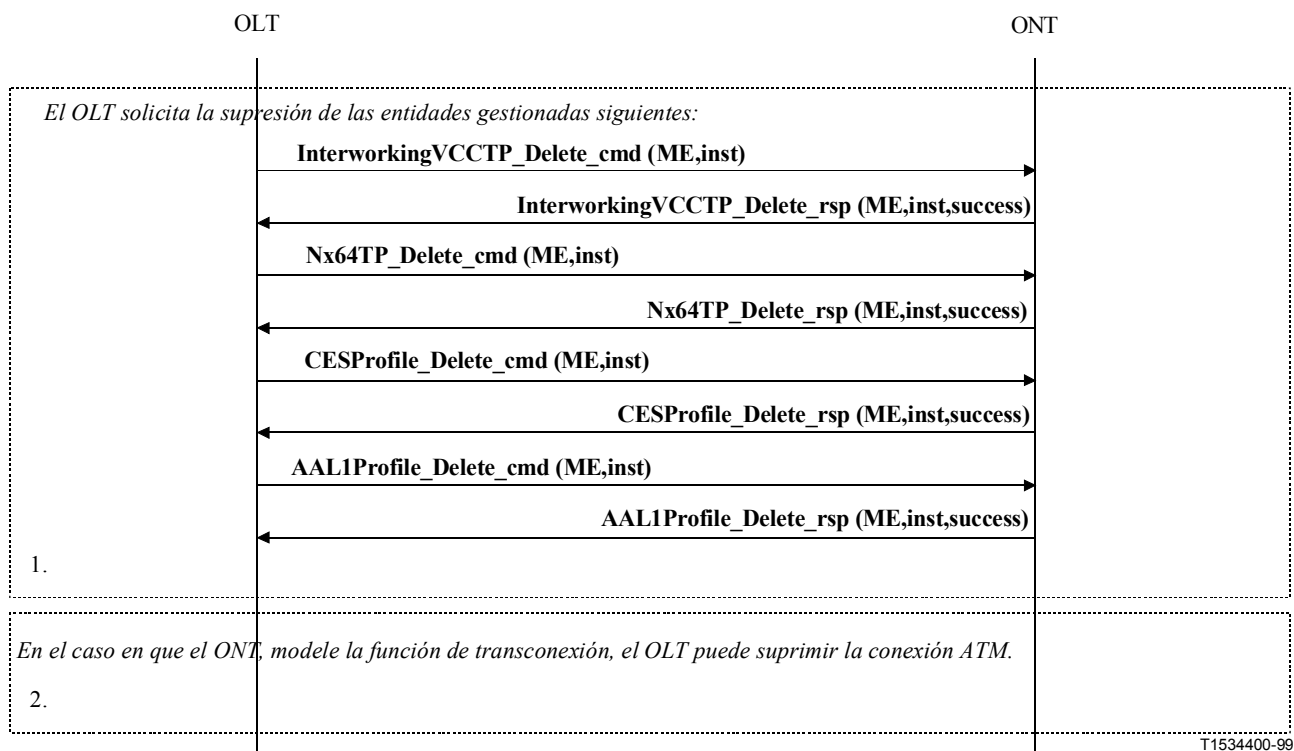 OLT
ONT
El OLT solicita la supresión de las entidades gestionadas siguientes:
InterworkingVCCTP_Delete_cmd (ME,inst)
InterworkingVCCTP_Delete_rsp (ME,inst,success)
Nx64TP_Delete_cmd (ME,inst)
Nx64TP_Delete_rsp (ME,inst,success)
CESProfile_Delete_cmd (ME,inst)
CESProfile_Delete_rsp (ME,inst,success)
AAL1Profile_Delete_cmd (ME,inst)
AAL1Profile_Delete_rsp (ME,inst,success)
1.
En el caso en que el ONT, modele la función de transconexión, el OLT puede suprimir la conexión ATM.
2.
T1534400-99